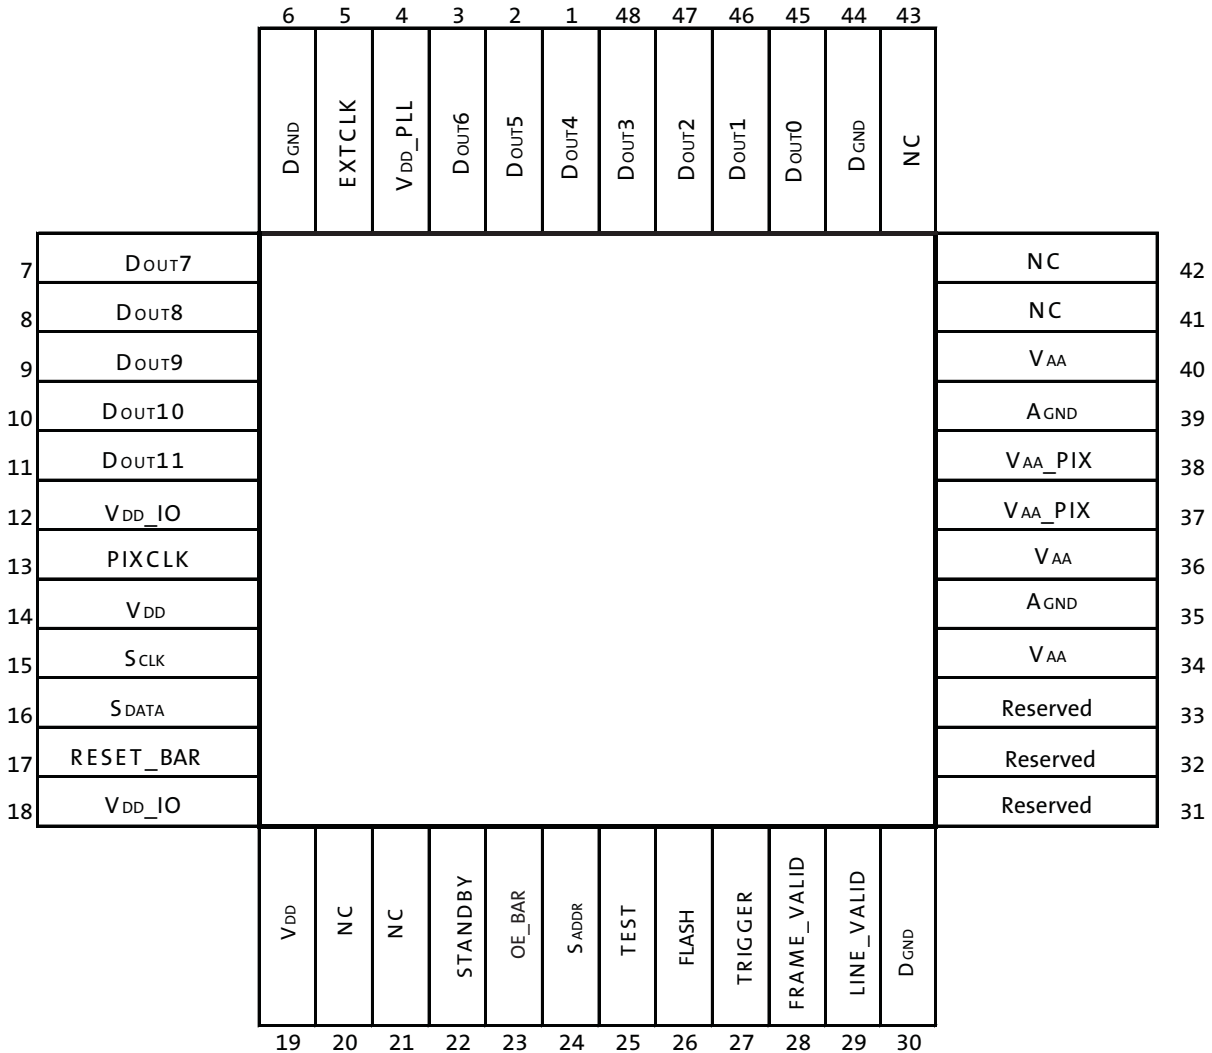 6 5 4 3 2 1 48 47 46 45 44 43
DGND
EXTCLK
VDD_PLL
DOUT6
DOUT5
DOUT4
DOUT3
DOUT2
DOUT1
DOUT0
DGND
NC
7 DOUT7
8 DOUT8
9 DOUT9
10 DOUT10
11 DOUT11
12 VDD_IO
13 PIXCLK
14 VDD
15 SCLK
16 SDATA
17 RESET_BAR
18 VDD_IO
NC 42
NC 41
VAA 40
AGND 39
VAA_PIX 38
VAA_PIX 37
VAA 36
AGND 35
VAA 34
Reserved 33
Reserved 32
Reserved 31
VDD
NC
NC
STANDBY
OE_BAR
SADDR
TEST
FLASH
TRIGGER
FRAME_VALID
LINE_VALID
DGND
19 20 21 22 23 24 25 26 27 28 29 30